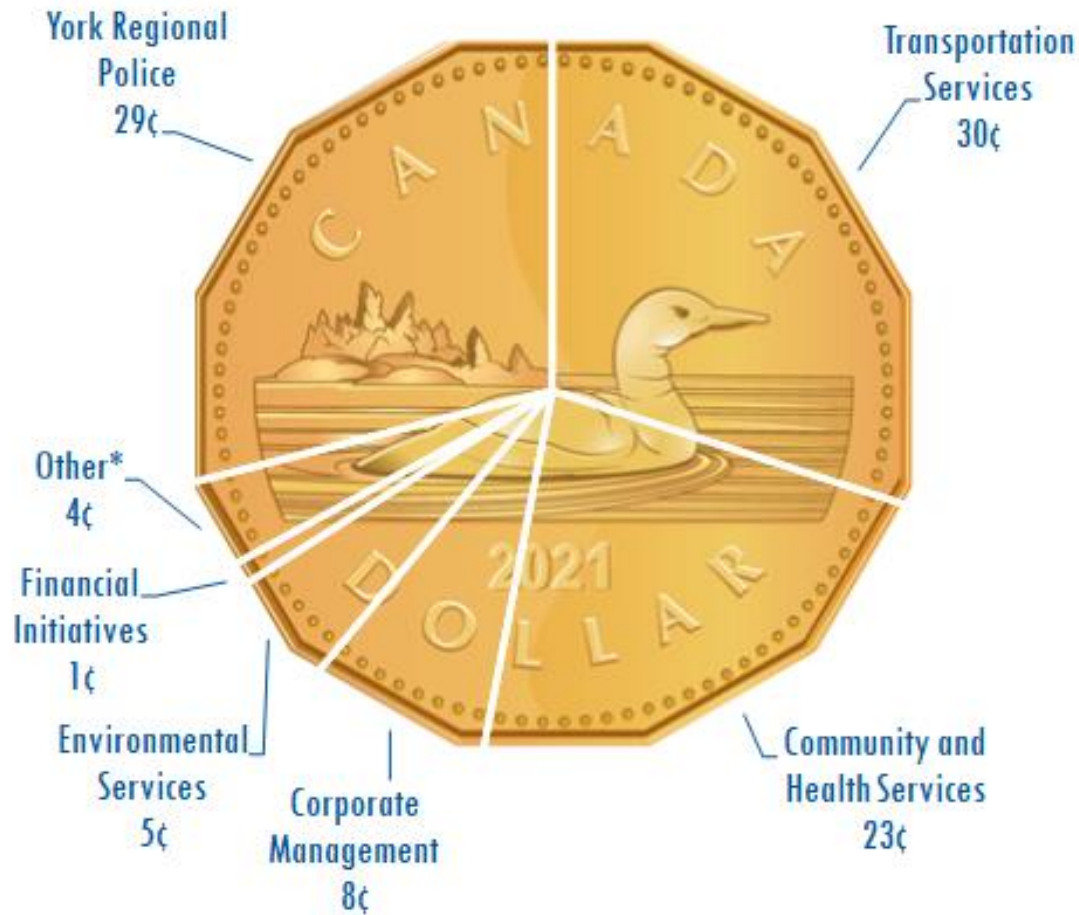 York Regional
Police
29¢
Transportation
Services
30¢
CANADA
Other*
4¢
Financial
Initiatives
1¢
2021
DOLLAR
Environmental
Services
5¢
Corporate
Management
8¢
Community and
Health Services
23¢